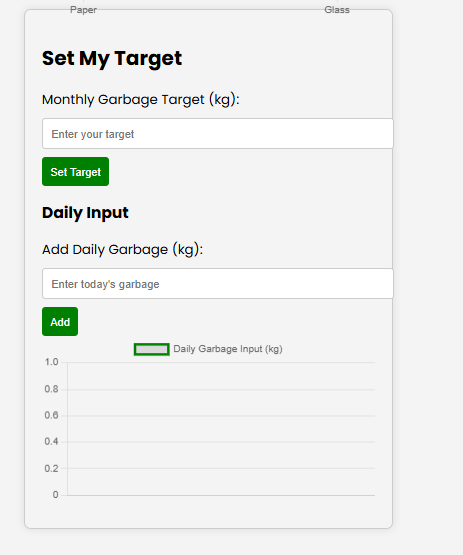 Paper Glass
Set My Target
Monthly Garbage Target (kg):
Enter your target
Set Target
Daily Input
Add Daily Garbage (kg):
Enter today's garbage
Add
Daily Garbage Input (kg)
1.0
0.8
0.6
0.4
0.2
0